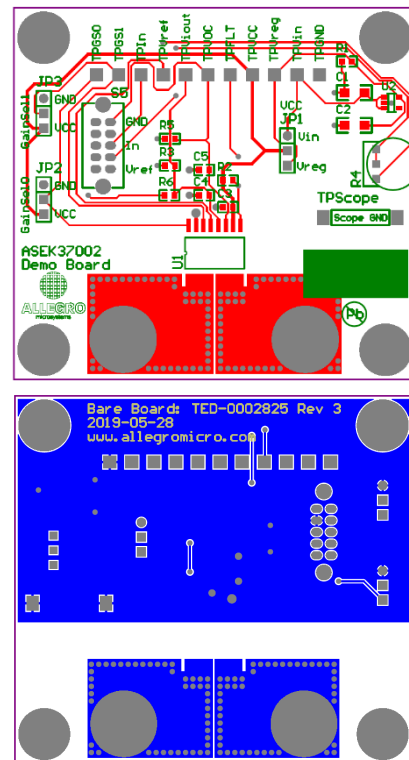 TPGS0 TPGS1 TPIn TPVref TPViout TPVOC TPFLT TPVCC TPVreg TPVin TPGND
R1
C1
JP3
S5
GND
VCC
GainSel1
GND
In
Vref
VCC
JP1
Vin
Vreg
C2
R5
R3
R6
C5
C4
R2
C3
R4
JP2
GND
VCC
GainSel0
TPScope
Scope GND
U1
ASEK37002
Demo Board
ALLEGRO
microsystems
Pb
Bare Board: TED-0002825 Rev 3
2019-05-28
www.allegromicro.com